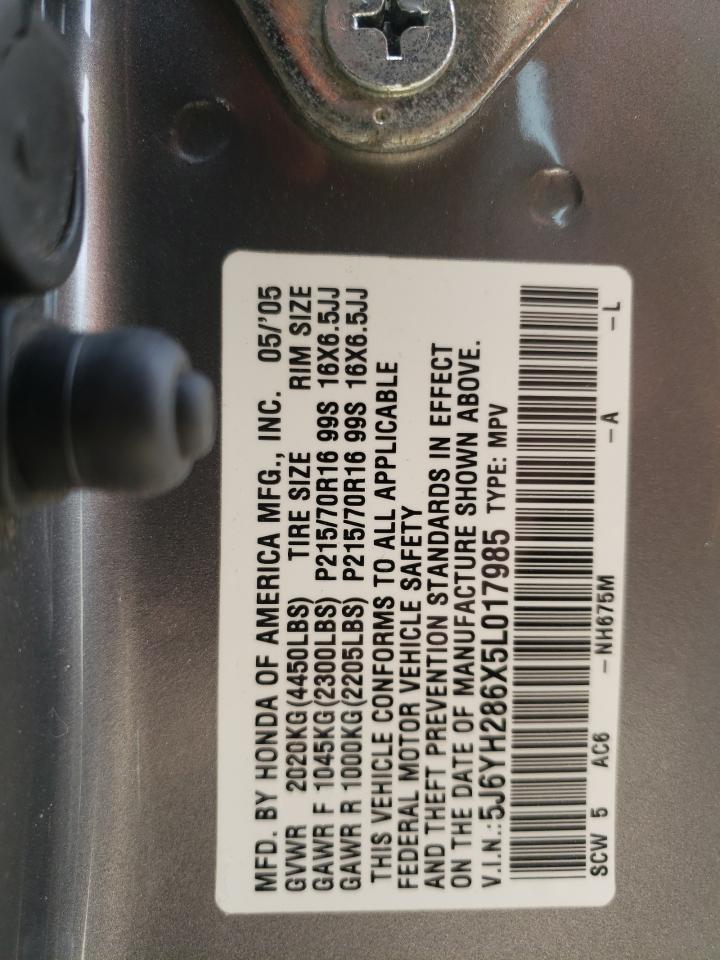 MFD. BY HONDA OF AMERICA MFG., INC. 05/'05
GVWR 2020KG(4450LBS) TIRE SIZE RIM SIZE
GAWR F 1045KG(2300LBS) P215/70R16 99S 16X6.5JJ
GAWR R 1000KG(2205LBS) P215/70R16 99S 16X6.5JJ
THIS VEHICLE CONFORMS TO ALL APPLICABLE
FEDERAL MOTOR VEHICLE SAFETY
AND THEFT PREVENTION STANDARDS IN EFFECT
ON THE DATE OF MANUFACTURE SHOWN ABOVE.
V.I.N.:5J6YH286X5L017985 TYPE: MPV
SCW 5 AC6 -NH675M -A -L